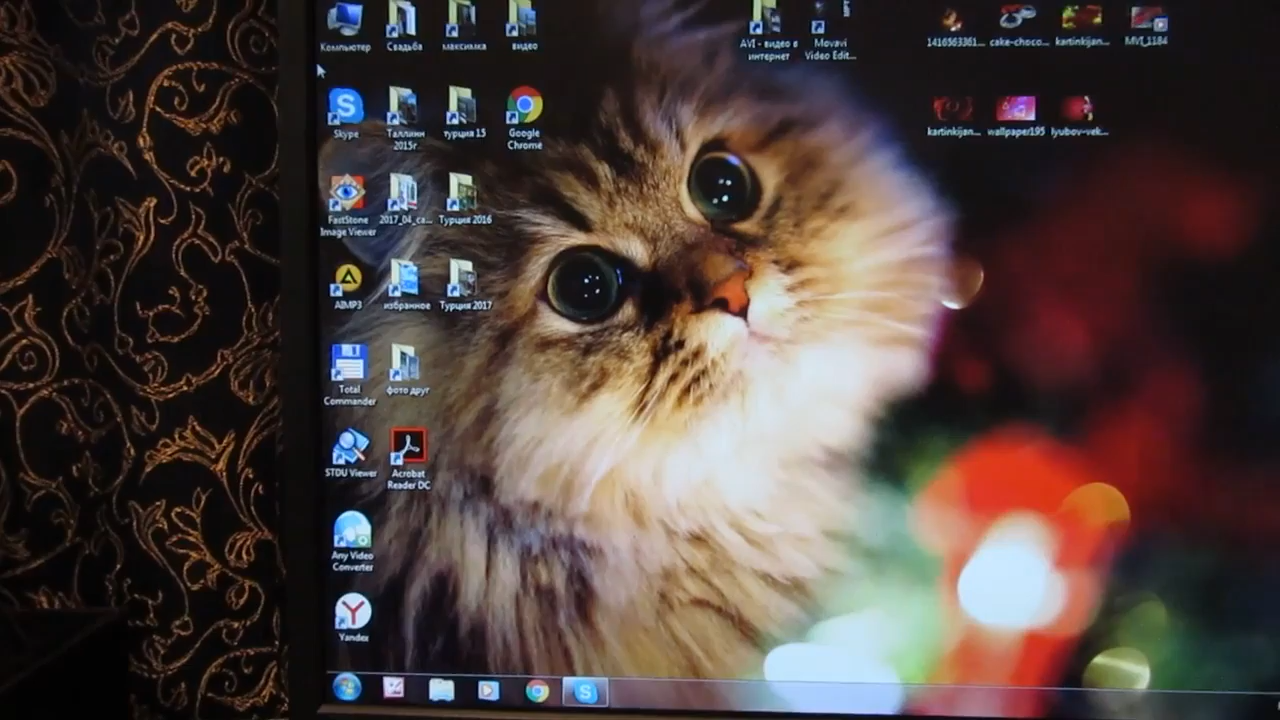 Компьютер
Свадьба
максимка
видео
AVI - видео в
интернет
Movavi
Video Edit...
1416563361...
cake-choco...
kartinkijan...
MVI_1184
Skype
Таллинн
2015г
турция 15
Google
Chrome
kartinkijan...
wallpaper195
lyubov-vek...
FastStone
Image Viewer
2017_04_ca...
Турция 2016
AIMP3
избранное
Турция 2017
Total
Commander
фото друг
STDU Viewer
Acrobat
Reader DC
Any Video
Converter
Yandex